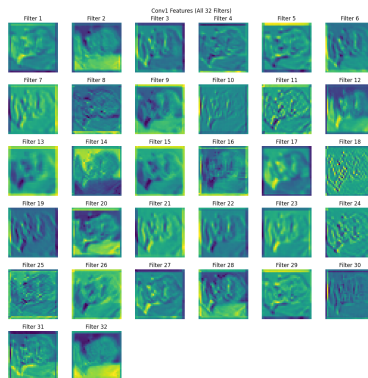 Conv1 Features (All 32 Filters)
Filter 1 Filter 2 Filter 3 Filter 4 Filter 5 Filter 6
Filter 7 Filter 8 Filter 9 Filter 10 Filter 11 Filter 12
Filter 13 Filter 14 Filter 15 Filter 16 Filter 17 Filter 18
Filter 19 Filter 20 Filter 21 Filter 22 Filter 23 Filter 24
Filter 25 Filter 26 Filter 27 Filter 28 Filter 29 Filter 30
Filter 31 Filter 32